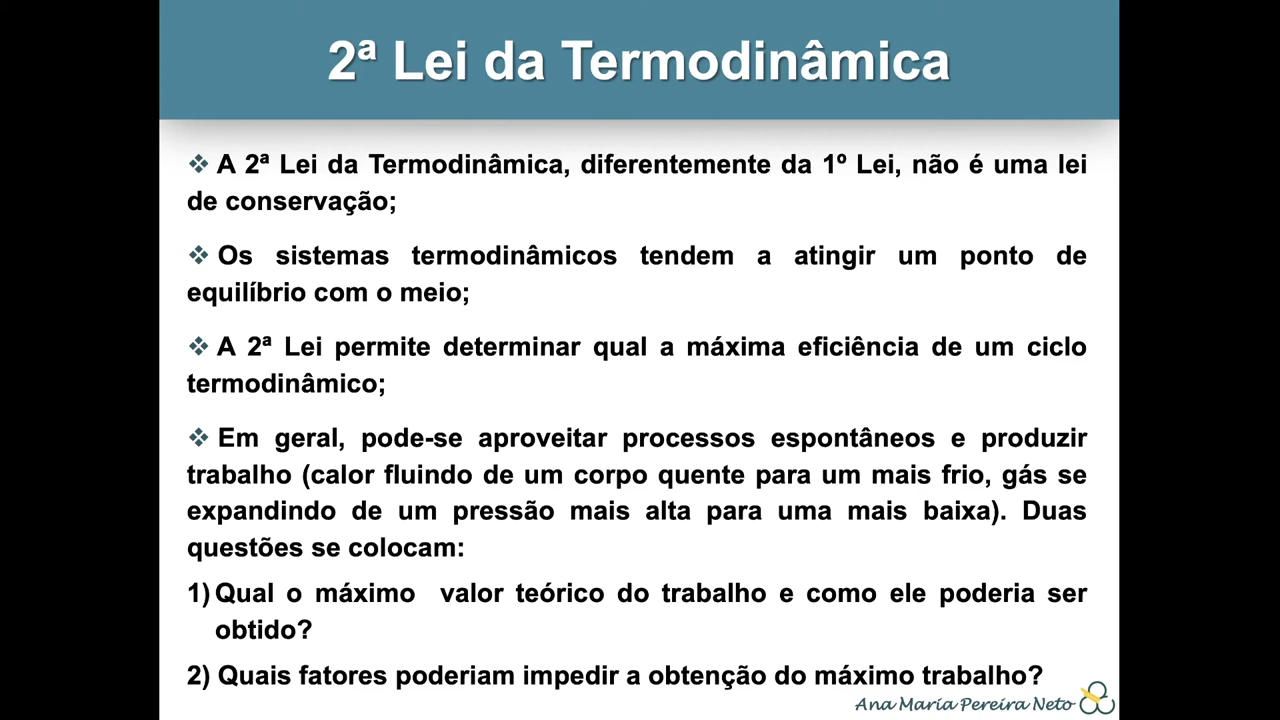 2ª Lei da Termodinâmica
A 2ª Lei da Termodinâmica, diferentemente da 1º Lei, não é uma lei
de conservação;
Os sistemas termodinâmicos tendem a atingir um ponto de
equilíbrio com o meio;
A 2ª Lei permite determinar qual a máxima eficiência de um ciclo
termodinâmico;
Em geral, pode-se aproveitar processos espontâneos e produzir
trabalho (calor fluindo de um corpo quente para um mais frio, gás se
expandindo de um pressão mais alta para uma mais baixa). Duas
questões se colocam:
1) Qual o máximo valor teórico do trabalho e como ele poderia ser
obtido?
2) Quais fatores poderiam impedir a obtenção do máximo trabalho?
Ana Maria Pereira Neto